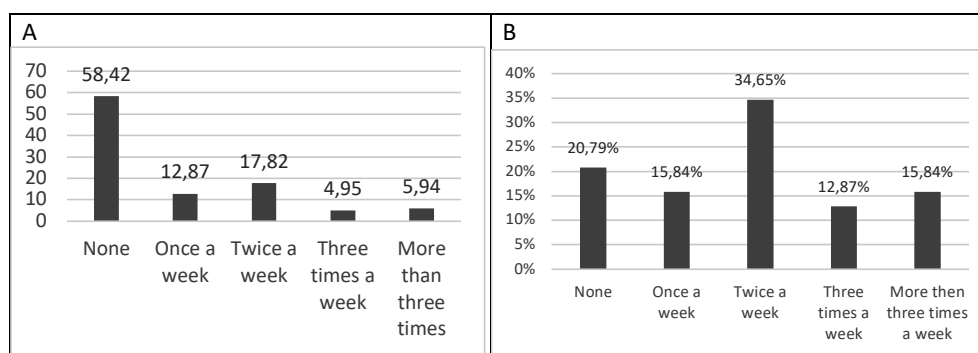 A
70
60
50
40
30
20
10
0
58,42
12,87
17,82
4,95
5,94
None
Once a
week
Twice a
week
Three
times a
week
More
than
three
times
B
40%
35%
30%
25%
20%
15%
10%
5%
0%
20,79%
15,84%
34,65%
12,87%
15,84%
None
Once a
week
Twice a
week
Three
times a
week
More then
three times
a week